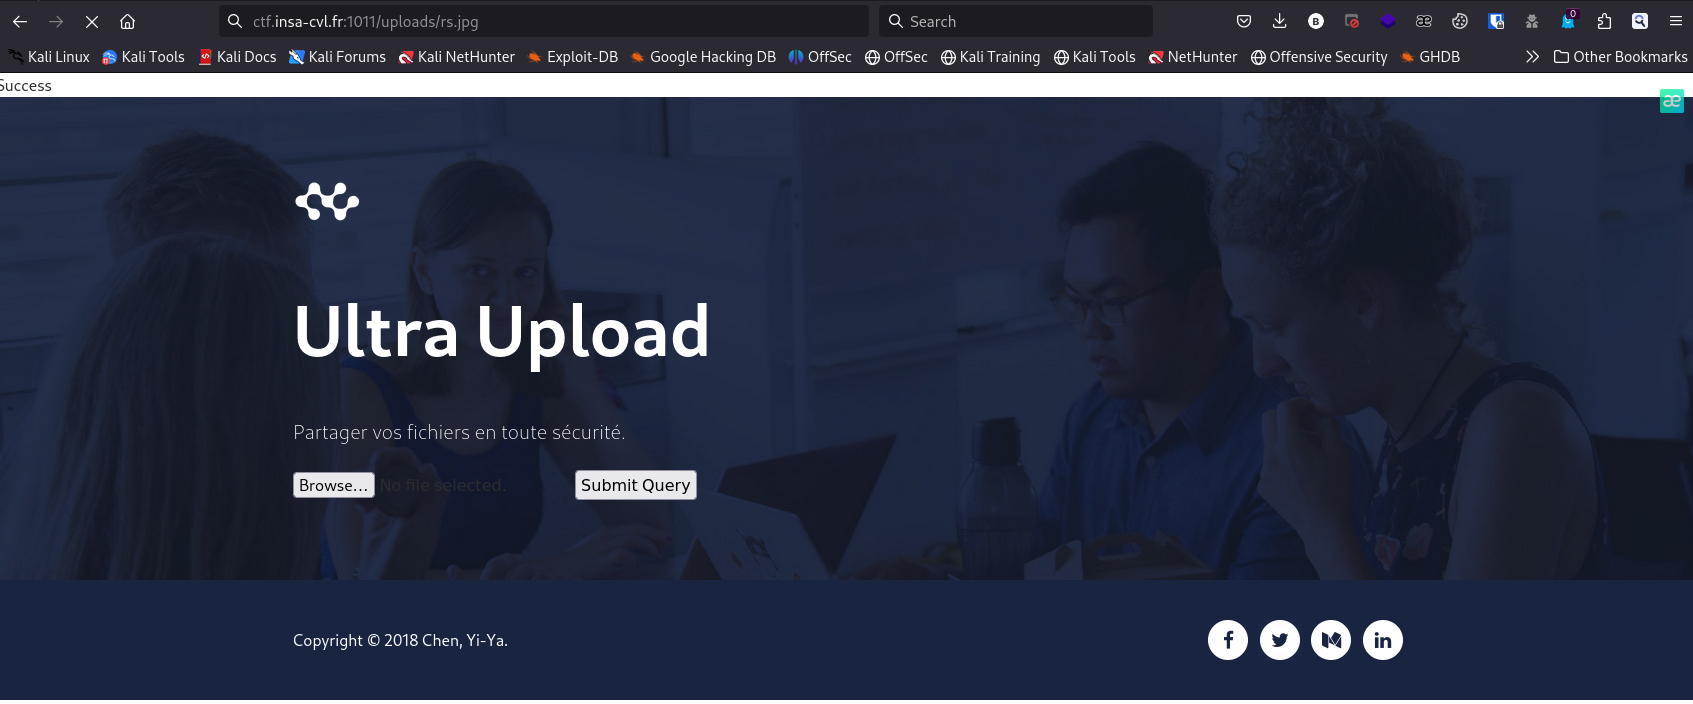 ctf.insa-cvl.fr:1011/uploads/rs.jpg
Search
B
æ
0
Kali Linux
Kali Tools
Kali Docs
Kali Forums
Kali NetHunter
Exploit-DB
Google Hacking DB
OffSec
OffSec
Kali Training
Kali Tools
NetHunter
Offensive Security
GHDB
Other Bookmarks
Success
æ
Ultra Upload
Partager vos fichiers en toute sécurité.
Browse...
No file selected.
Submit Query
Copyright © 2018 Chen, Yi-Ya.